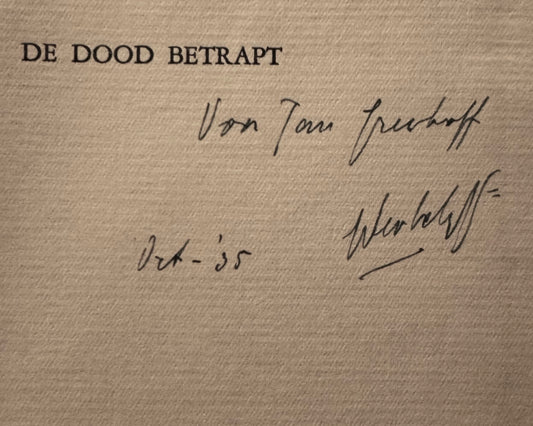 DE DOOD BETRAPT
Voor Jan Greshoff
Oct - '35